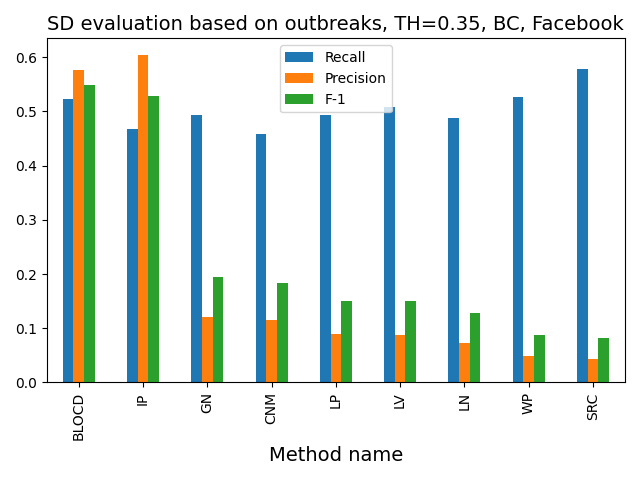 SD evaluation based on outbreaks, TH=0.35, BC, Facebook
Recall
Precision
F-1
0.6
0.5
0.4
0.3
0.2
0.1
0.0
BLOCD
IP
GN
CNM
LP
LV
LN
WP
SRC
Method name